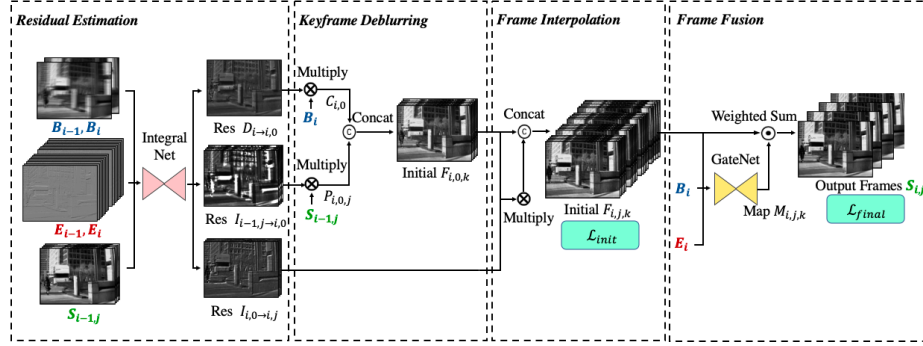 Residual Estimation
Keyframe Deblurring
Frame Interpolation
Frame Fusion
B_{i-1}, B_i
E_{i-1}, E_i
S_{i-1,j}
Integral
Net
Res D_{i→i,0}
Res I_{i-1,j→i,0}
Res I_{i,0→i,j}
Multiply
C_{i,0}
B_i
Concat
C
Multiply
P_{i,0,j}
S_{i-1,j}
Initial F_{i,0,k}
Concat
C
Multiply
Initial F_{i,j,k}
ℒ_{init}
Weighted Sum
GateNet
B_i
Map M_{i,j,k}
E_i
Output Frames S_{i,j}
ℒ_{final}